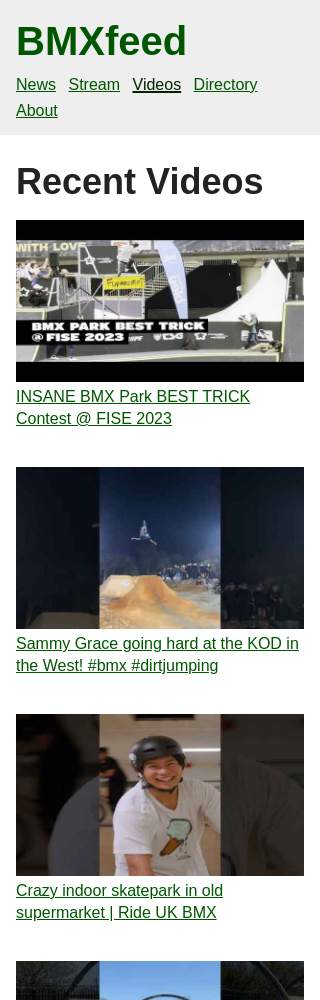 BMXfeed
News Stream Videos Directory
About
Recent Videos
WITH LOVE
BMX PARK BEST TRICK
@ FISE 2023
INSANE BMX Park BEST TRICK
Contest @ FISE 2023
Sammy Grace going hard at the KOD in
the West! #bmx #dirtjumping
Crazy indoor skatepark in old
supermarket | Ride UK BMX